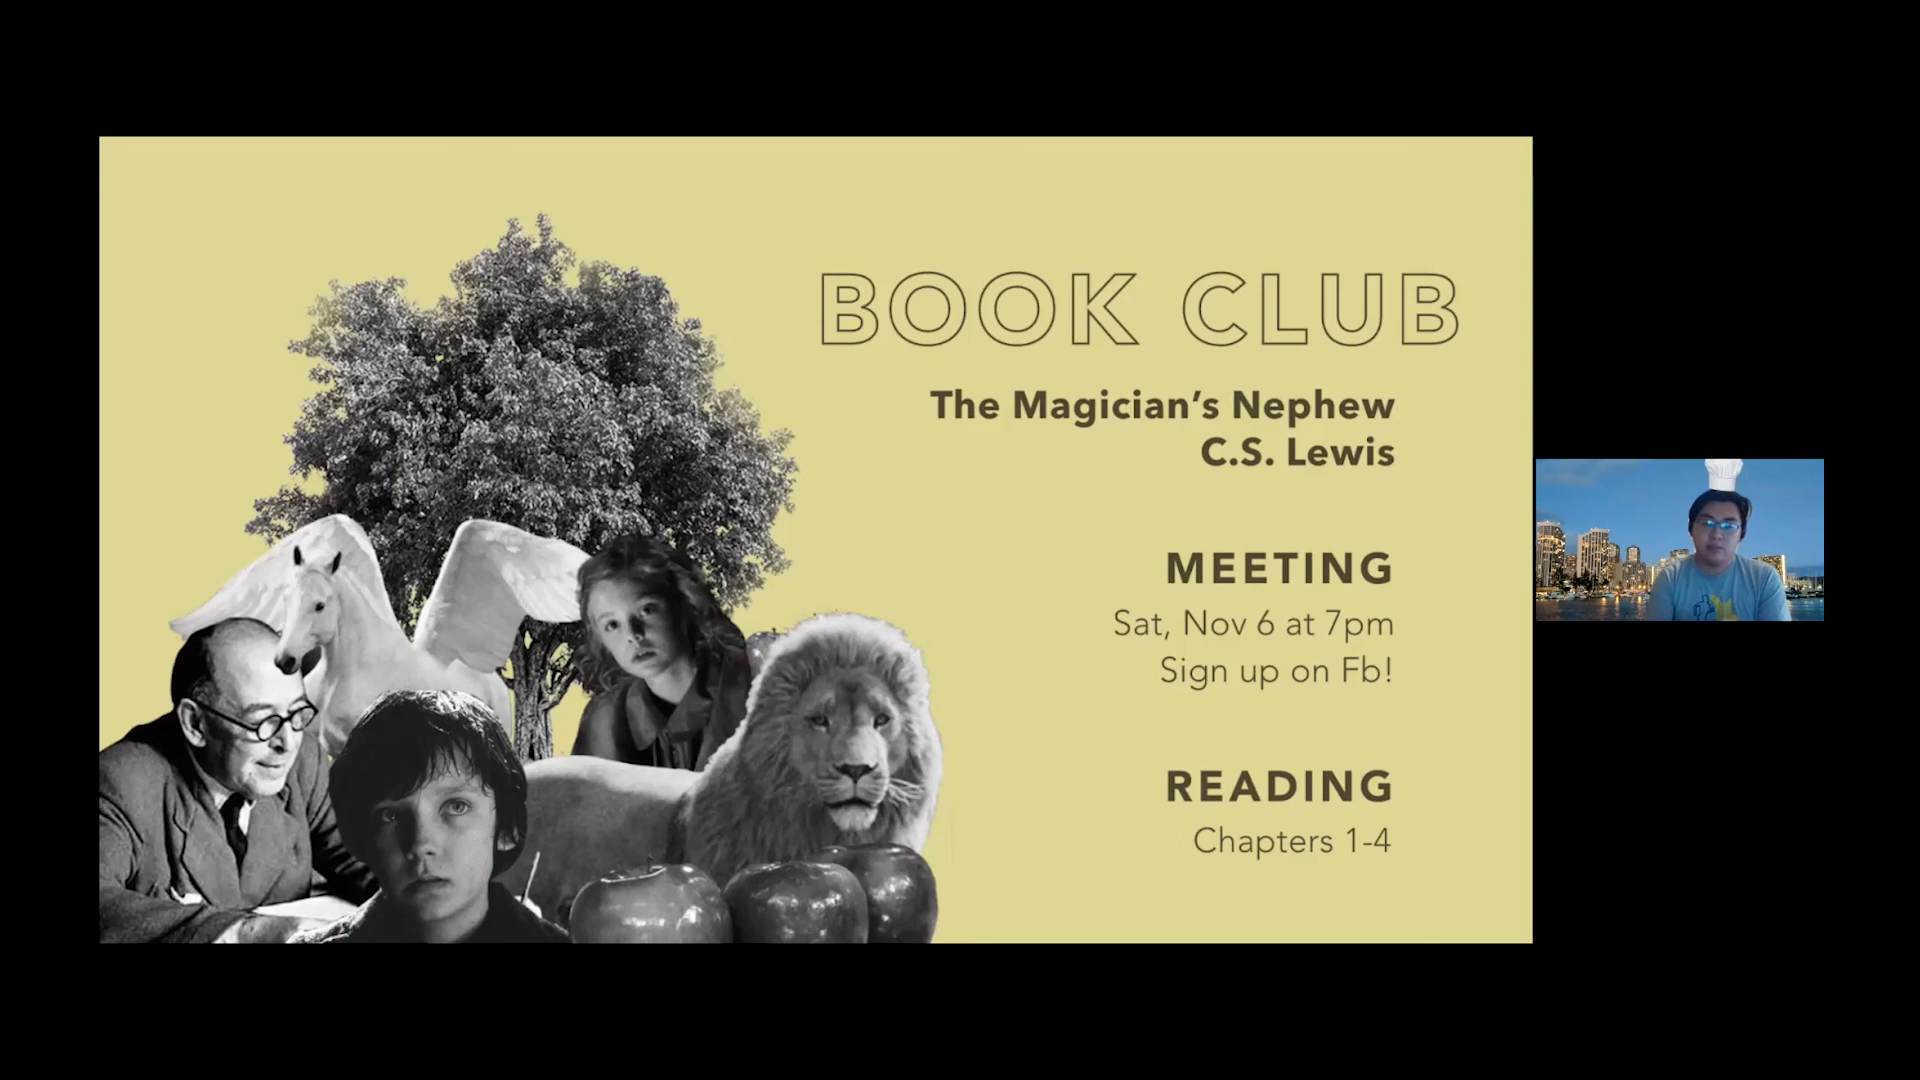 BOOK CLUB
The Magician’s Nephew
C.S. Lewis
MEETING
Sat, Nov 6 at 7pm
Sign up on Fb!
READING
Chapters 1-4